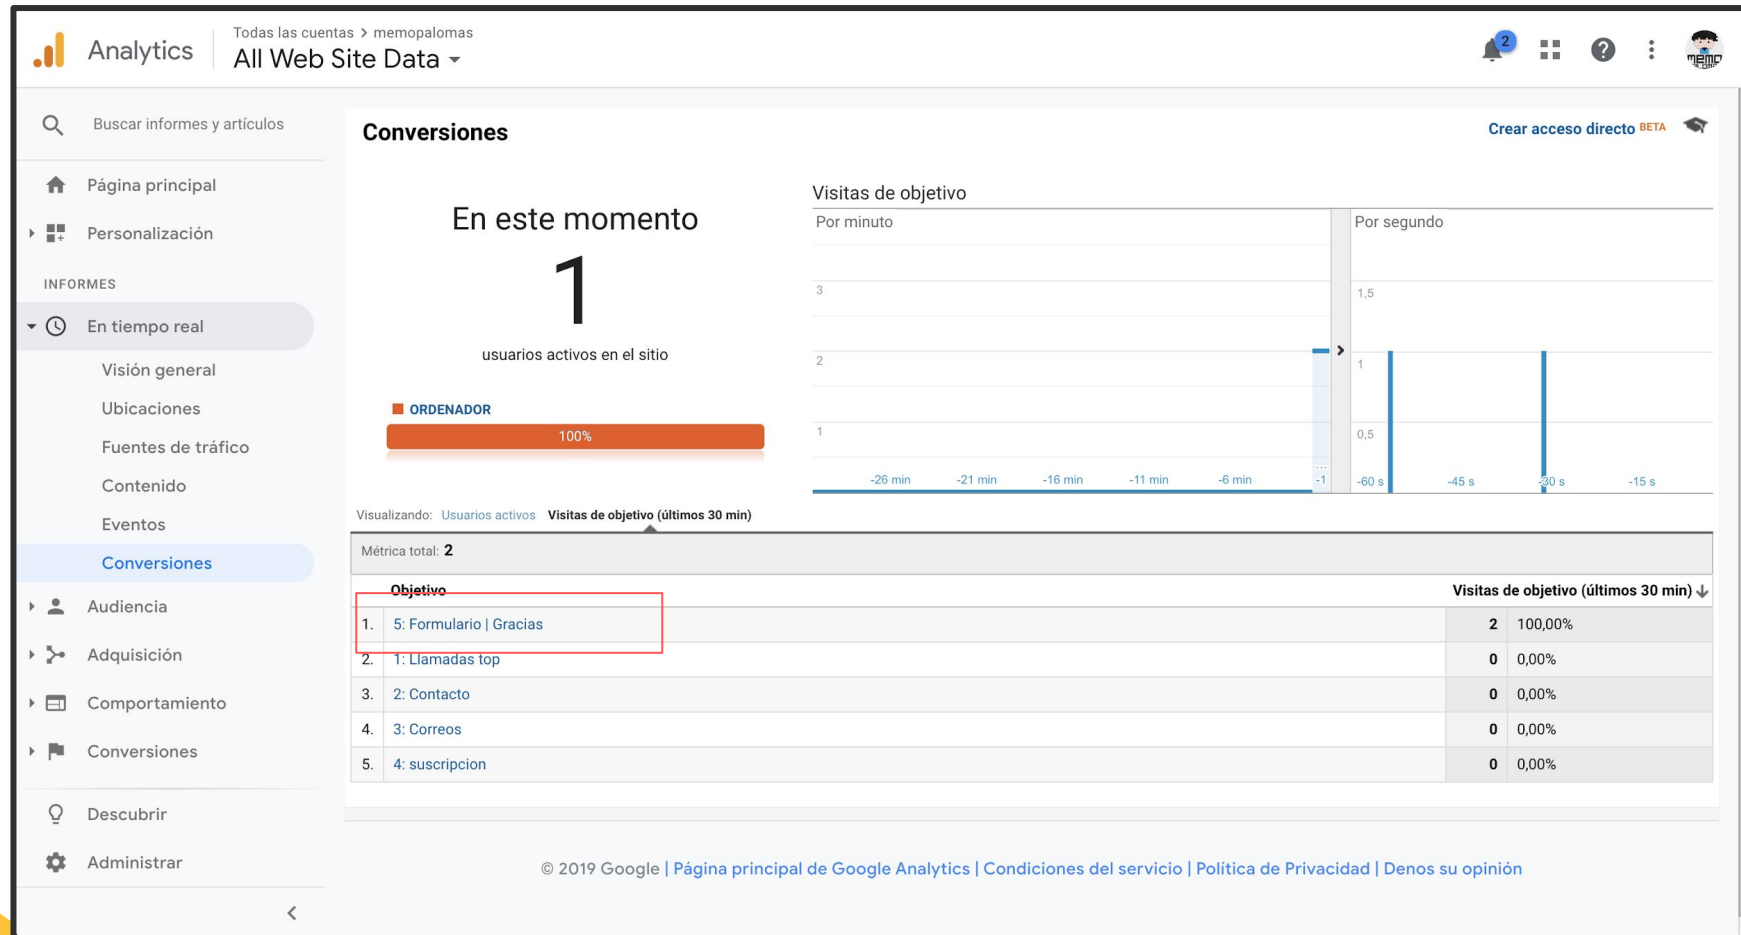 Analytics
Todas las cuentas > memopalomas
All Web Site Data
2
memo
Buscar informes y artículos
Página principal
Personalización
INFORMES
En tiempo real
Visión general
Ubicaciones
Fuentes de tráfico
Contenido
Eventos
Conversiones
Audiencia
Adquisición
Comportamiento
Conversiones
Descubrir
Administrar
Conversiones
Crear acceso directo BETA
En este momento
1
usuarios activos en el sitio
ORDENADOR
100%
Visitas de objetivo
Por minuto
3
2
1
-26 min -21 min -16 min -11 min -6 min -1
Por segundo
1,5
1
0,5
-60 s -45 s -30 s -15 s
Visualizando: Usuarios activos Visitas de objetivo (últimos 30 min)
Métrica total: 2
Objetivo Visitas de objetivo (últimos 30 min)
1. 5: Formulario | Gracias 2 100,00%
2. 1: Llamadas top 0 0,00%
3. 2: Contacto 0 0,00%
4. 3: Correos 0 0,00%
5. 4: suscripcion 0 0,00%
© 2019 Google | Página principal de Google Analytics | Condiciones del servicio | Política de Privacidad | Denos su opinión